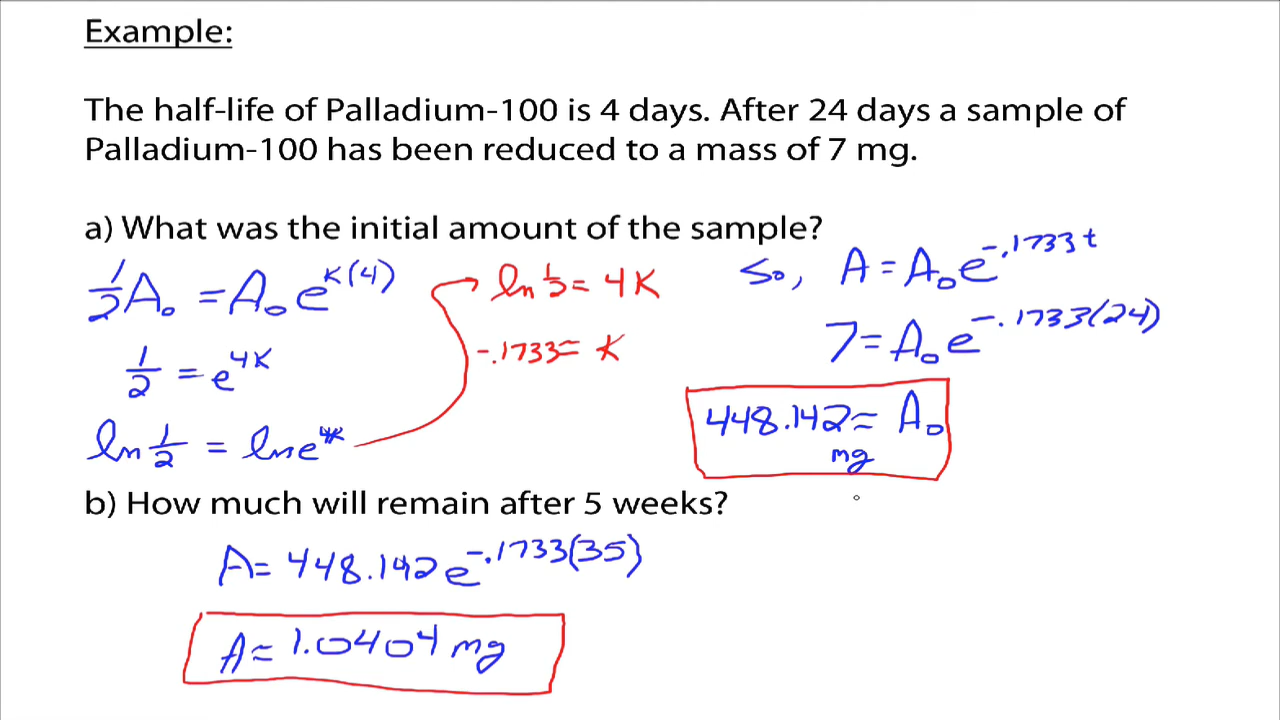 Example:
The half-life of Palladium-100 is 4 days. After 24 days a sample of
Palladium-100 has been reduced to a mass of 7 mg.
a) What was the initial amount of the sample?
½A₀ = A₀e^K(4)
½ = e^4K
ln ½ = ln e^4K
ln ½ = 4K
-.1733 = K
So, A = A₀e^-.1733t
7 = A₀e^-.1733(24)
448.142 ≈ A₀
mg
b) How much will remain after 5 weeks?
A = 448.142e^-.1733(35)
A ≈ 1.0404 mg